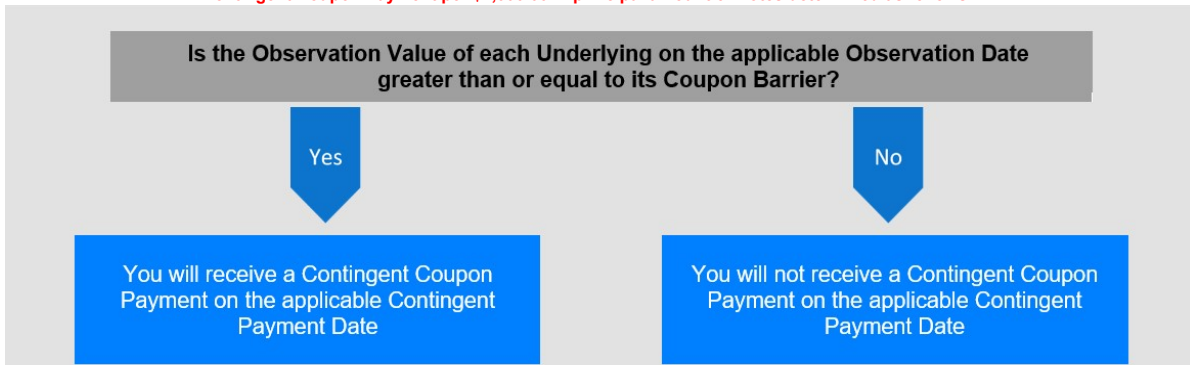 Is the Observation Value of each Underlying on the applicable Observation Date
greater than or equal to its Coupon Barrier?
Yes
No
You will receive a Contingent Coupon
Payment on the applicable Contingent
Payment Date
You will not receive a Contingent Coupon
Payment on the applicable Contingent
Payment Date